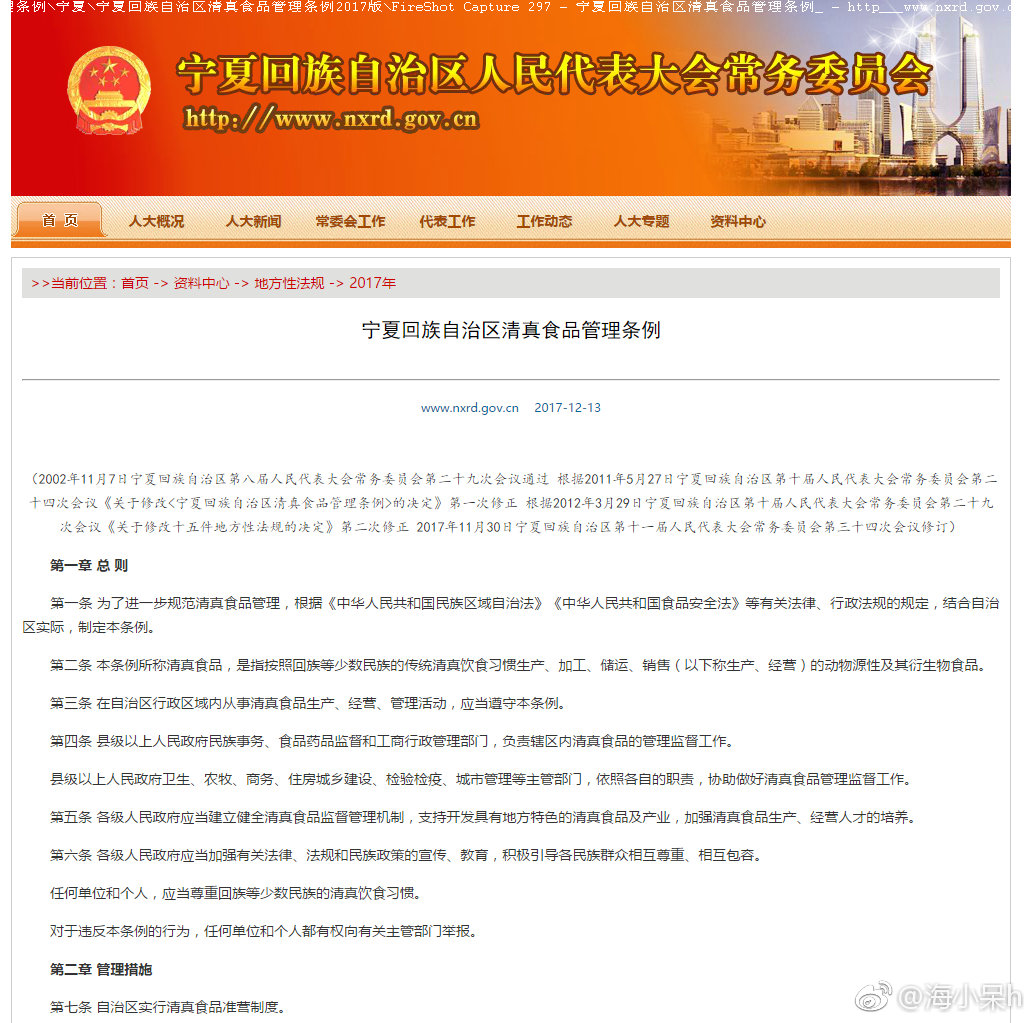 理条例\宁夏\宁夏回族自治区清真食品管理条例2017版\FireShot Capture 297 - 宁夏回族自治区清真食品管理条例_ - http___www.nxrd.gov.c
宁夏回族自治区人民代表大会常务委员会
http://www.nxrd.gov.cn
首 页 人大概况 人大新闻 常委会工作 代表工作 工作动态 人大专题 资料中心
>>当前位置：首页 -> 资料中心 -> 地方性法规 -> 2017年
宁夏回族自治区清真食品管理条例
www.nxrd.gov.cn 2017-12-13
（2002年11月7日宁夏回族自治区第八届人民代表大会常务委员会第二十九次会议通过 根据2011年5月27日宁夏回族自治区第十届人民代表大会常务委员会第二
十四次会议《关于修改<宁夏回族自治区清真食品管理条例>的决定》第一次修正 根据2012年3月29日宁夏回族自治区第十届人民代表大会常务委员会第二十九
次会议《关于修改十五件地方性法规的决定》第二次修正 2017年11月30日宁夏回族自治区第十一届人民代表大会常务委员会第三十四次会议修订）
第一章 总 则
第一条 为了进一步规范清真食品管理，根据《中华人民共和国民族区域自治法》《中华人民共和国食品安全法》等有关法律、行政法规的规定，结合自治
区实际，制定本条例。
第二条 本条例所称清真食品，是指按照回族等少数民族的传统清真饮食习惯生产、加工、储运、销售（以下称生产、经营）的动物源性及其衍生物食品。
第三条 在自治区行政区域内从事清真食品生产、经营、管理活动，应当遵守本条例。
第四条 县级以上人民政府民族事务、食品药品监督和工商行政管理部门，负责辖区内清真食品的管理监督工作。
县级以上人民政府卫生、农牧、商务、住房城乡建设、检验检疫、城市管理等主管部门，依照各自的职责，协助做好清真食品管理监督工作。
第五条 各级人民政府应当建立健全清真食品监督管理机制，支持开发具有地方特色的清真食品及产业，加强清真食品生产、经营人才的培养。
第六条 各级人民政府应当加强有关法律、法规和民族政策的宣传、教育，积极引导各民族群众相互尊重、相互包容。
任何单位和个人，应当尊重回族等少数民族的清真饮食习惯。
对于违反本条例的行为，任何单位和个人都有权向有关主管部门举报。
第二章 管理措施
第七条 自治区实行清真食品准营制度。
@海小呆h